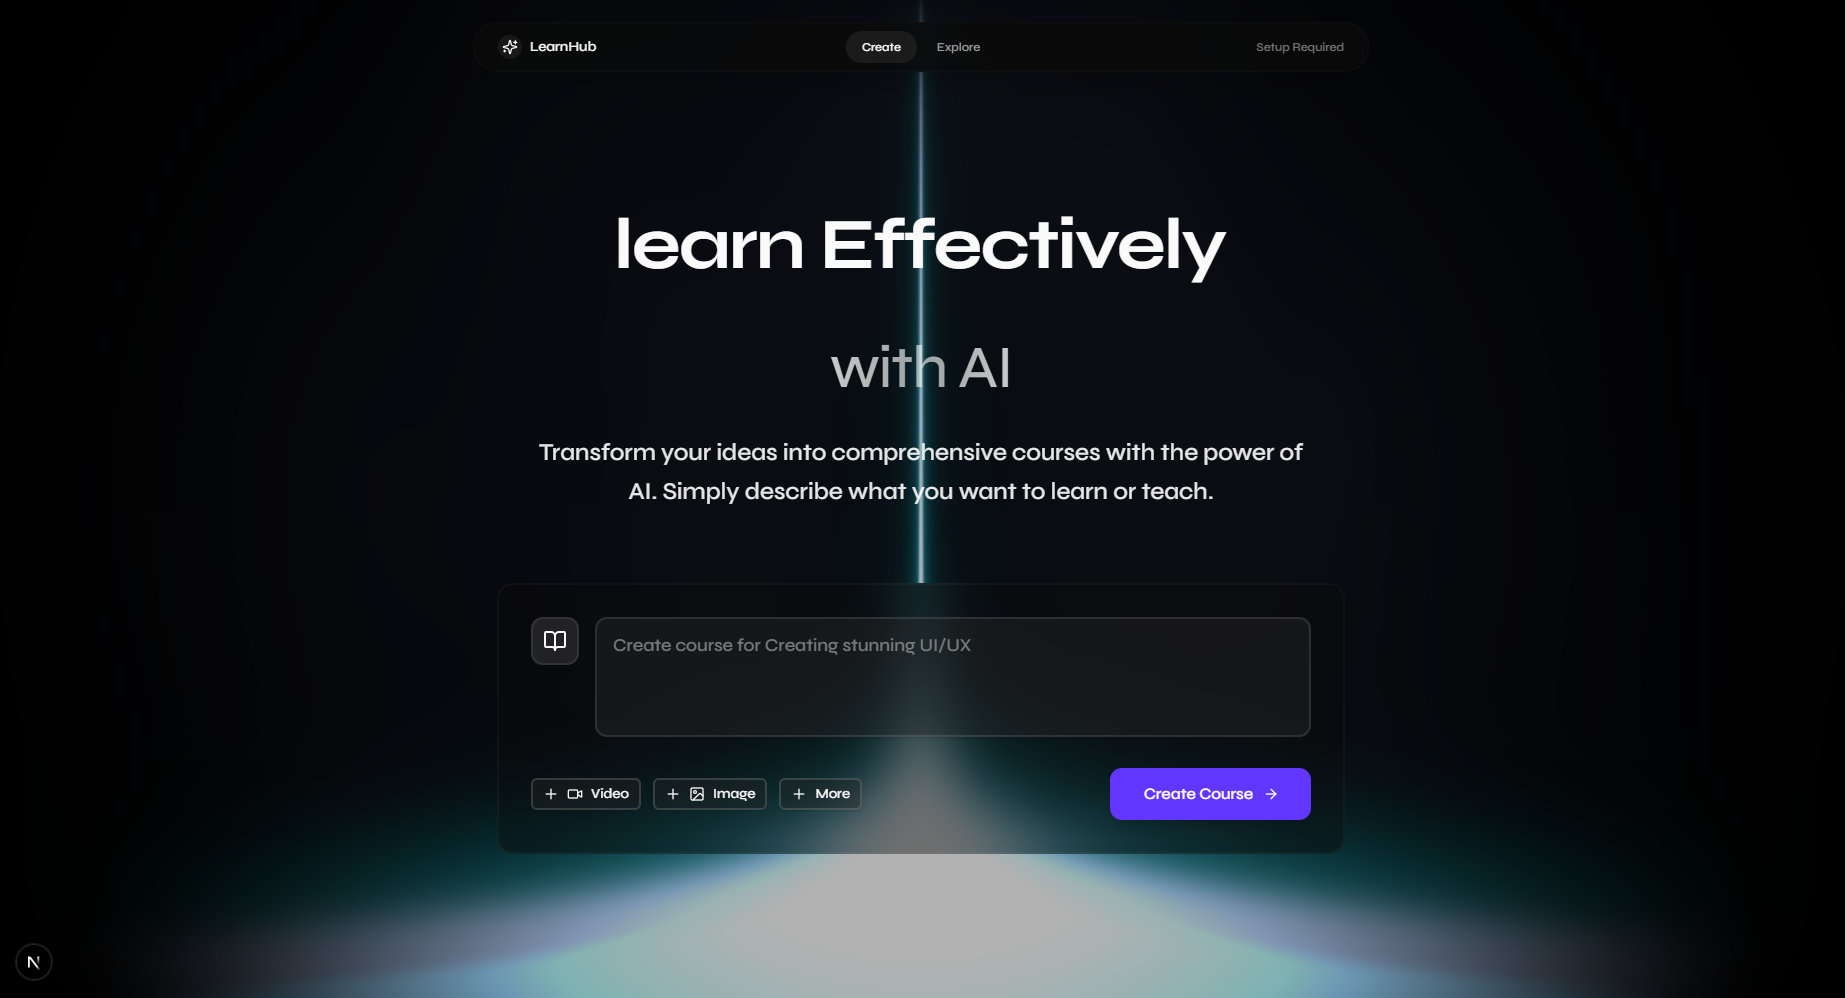 LearnHub
Create
Explore
Setup Required
learn Effectively
with AI
Transform your ideas into comprehensive courses with the power of
AI. Simply describe what you want to learn or teach.
Create course for Creating stunning UI/UX
Video
Image
More
Create Course
N